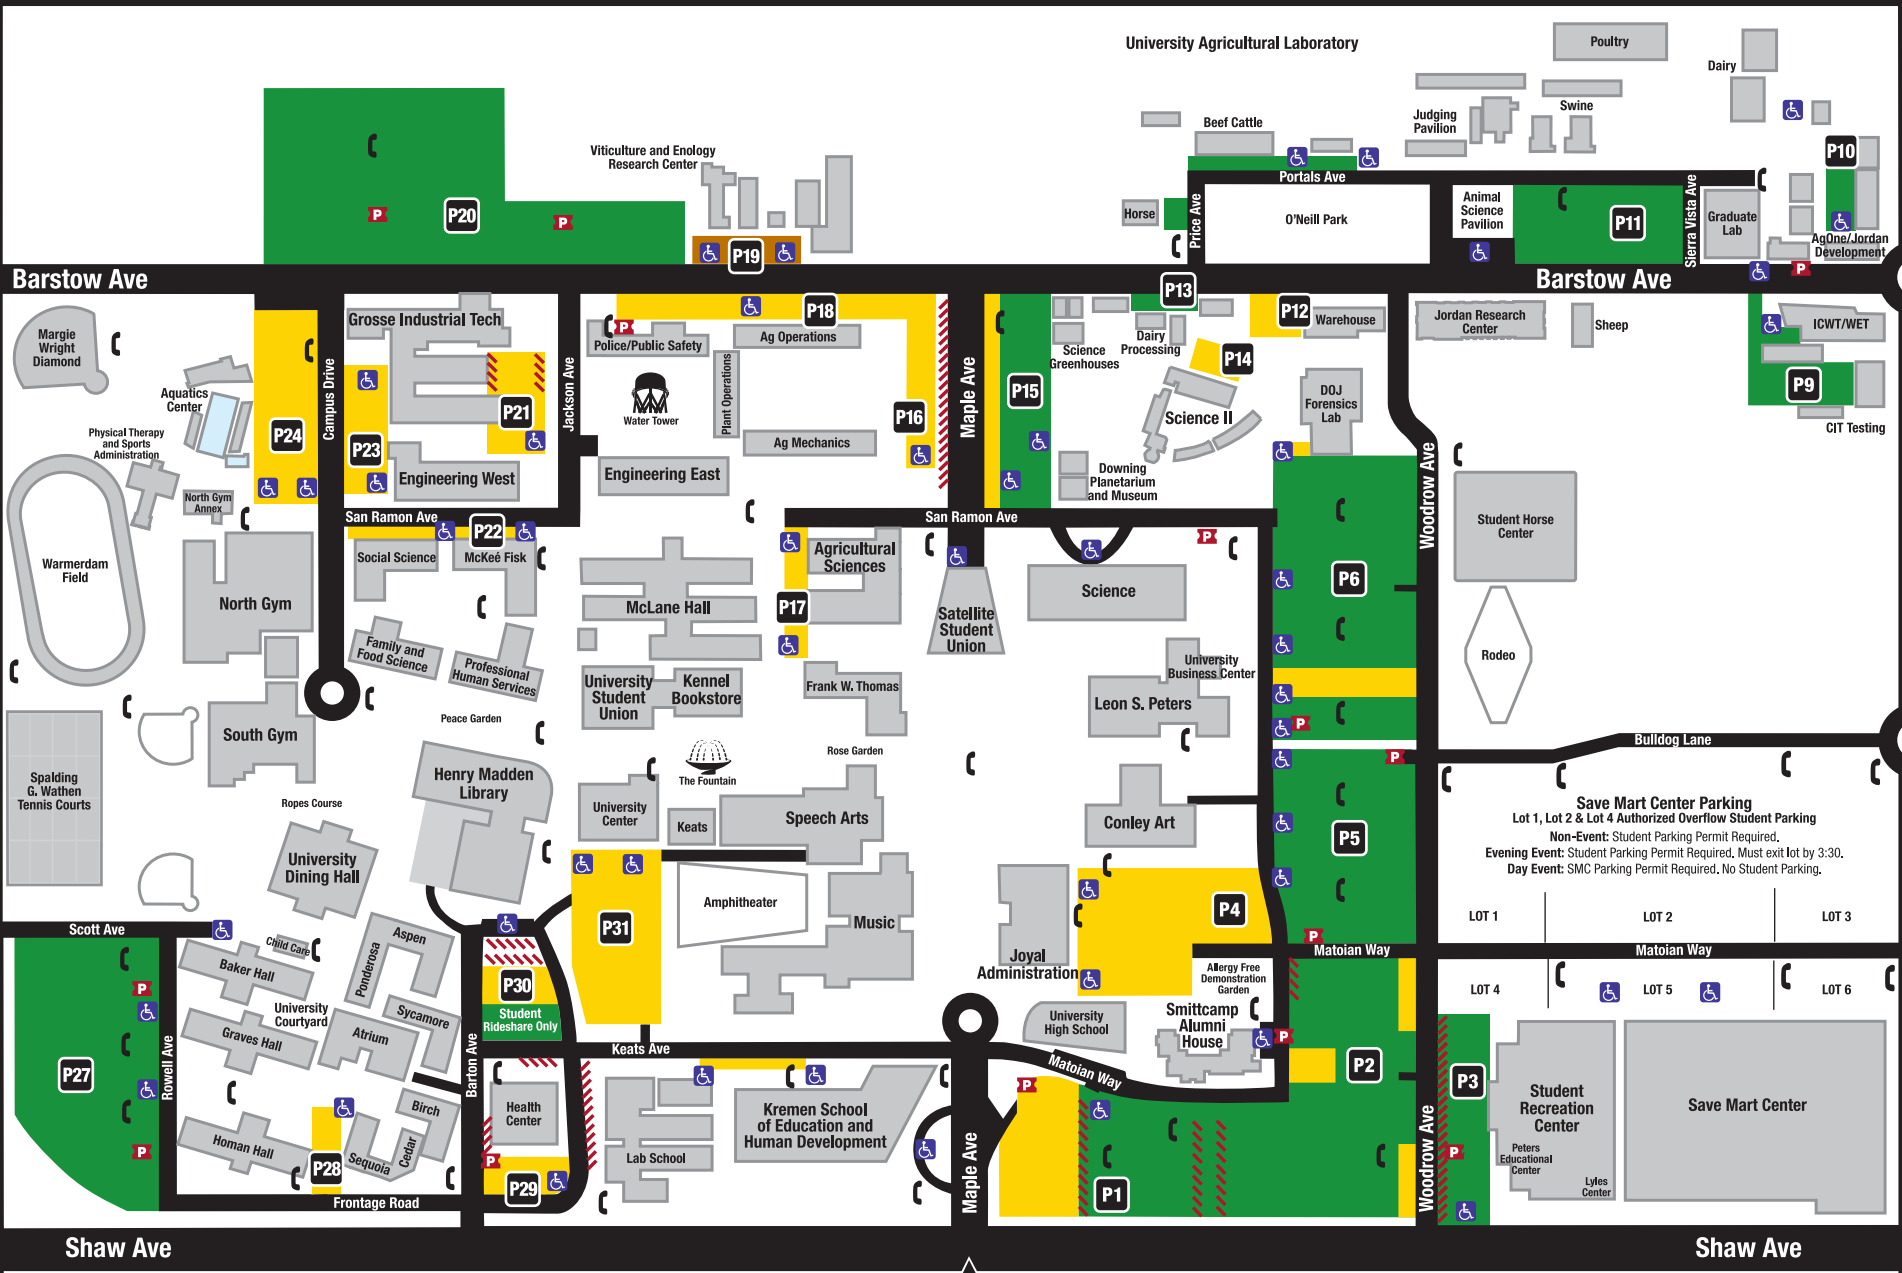 University Agricultural Laboratory
Poultry
Dairy
Swine
Judging
Pavilion
Beef Cattle
P10
Viticulture and Enology
Research Center
Portals Ave
Horse
Price Ave
O'Neill Park
Animal
Science
Pavilion
P11
Sierra Vista Ave
Graduate
Lab
AgOne/Jordan
Development
P
P20
P
P19
P
Barstow Ave
Barstow Ave
Margie
Wright
Diamond
Grosse Industrial Tech
P
P18
Police/Public Safety
Ag Operations
P13
P12
Warehouse
Jordan Research
Center
Sheep
ICWT/WET
Science
Greenhouses
Dairy
Processing
P14
P9
CIT Testing
Aquatics
Center
Campus Drive
Jackson Ave
Plant Operations
Water Tower
P21
P16
Maple Ave
P15
Science II
DOJ
Forensics
Lab
Physical Therapy
and Sports
Administration
P24
P23
Ag Mechanics
Engineering West
Engineering East
Downing
Planetarium
and Museum
Woodrow Ave
North Gym
Annex
San Ramon Ave
San Ramon Ave
P22
Student Horse
Center
P
Warmerdam
Field
Social Science
McKee Fisk
Agricultural
Sciences
North Gym
McLane Hall
P17
Satellite
Student
Union
Science
P6
Family and
Food Science
Professional
Human Services
University
Student
Union
Kennel
Bookstore
Frank W. Thomas
University
Business Center
Leon S. Peters
Rodeo
Peace Garden
South Gym
P
Rose Garden
The Fountain
P
Bulldog Lane
Spalding
G. Wathen
Tennis Courts
Henry Madden
Library
Ropes Course
University
Center
Keats
Speech Arts
Conley Art
P5
Save Mart Center Parking
Lot 1, Lot 2 & Lot 4 Authorized Overflow Student Parking
Non-Event: Student Parking Permit Required.
Evening Event: Student Parking Permit Required. Must exit lot by 3:30.
Day Event: SMC Parking Permit Required. No Student Parking.
University
Dining Hall
Amphitheater
Music
P31
P4
LOT 1
LOT 2
LOT 3
Scott Ave
Child Care
Aspen
Ponderosa
Baker Hall
P
Matoian Way
Matoian Way
Joyal
Administration
Allergy Free
Demonstration
Garden
LOT 4
LOT 5
LOT 6
P
P30
Student
Rideshare Only
University
Courtyard
Sycamore
Atrium
Graves Hall
University
High School
Smittcamp
Alumni
House
P
Rowell Ave
Barton Ave
Keats Ave
Matoian Way
P27
P
P2
P3
Birch
Health
Center
Kremen School
of Education and
Human Development
Student
Recreation
Center
Save Mart Center
Homan Hall
P
P28
Sequoia
Cedar
P
Lab School
Peters
Educational
Center
P
Lyles
Center
P29
Maple Ave
P1
Woodrow Ave
Frontage Road
Shaw Ave
Shaw Ave